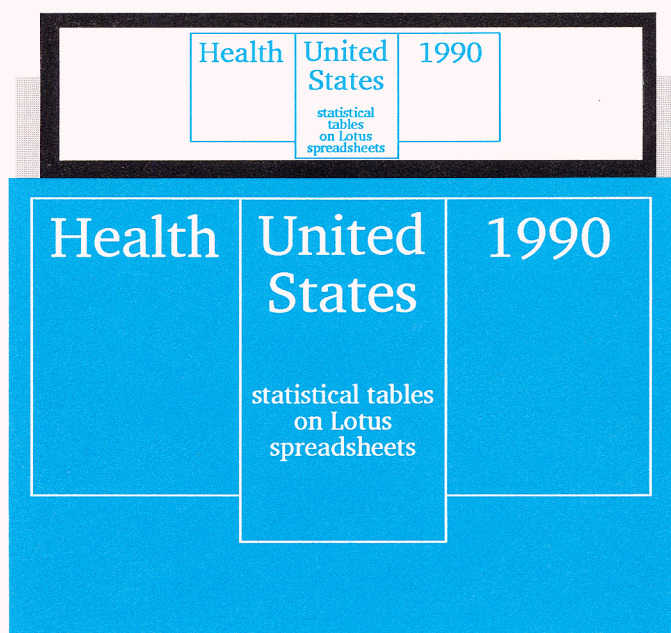 Health
United
States
1990
statistical
tables
on Lotus
spreadsheets
Health
United
States
1990
statistical tables
on Lotus
spreadsheets